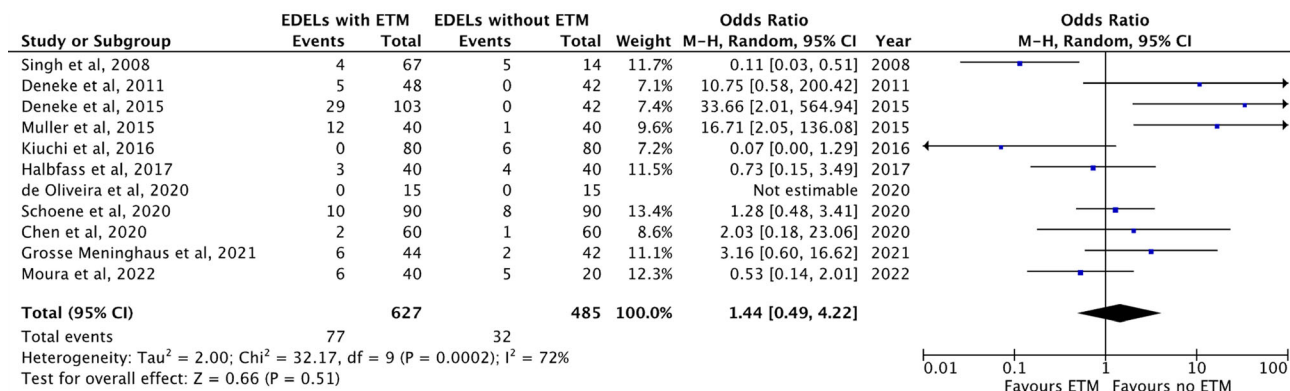 EDELs with ETM EDELs without ETM Odds Ratio Odds Ratio
Study or Subgroup Events Total Events Total Weight M-H, Random, 95% CI Year M-H, Random, 95% CI
Singh et al, 2008 4 67 5 14 11.7% 0.11 [0.03, 0.51] 2008
Deneke et al, 2011 5 48 0 42 7.1% 10.75 [0.58, 200.42] 2011
Deneke et al, 2015 29 103 0 42 7.4% 33.66 [2.01, 564.94] 2015
Muller et al, 2015 12 40 1 40 9.6% 16.71 [2.05, 136.08] 2015
Kiuchi et al, 2016 0 80 6 80 7.2% 0.07 [0.00, 1.29] 2016
Halbfass et al, 2017 3 40 4 40 11.5% 0.73 [0.15, 3.49] 2017
de Oliveira et al, 2020 0 15 0 15 Not estimable 2020
Schoene et al, 2020 10 90 8 90 13.4% 1.28 [0.48, 3.41] 2020
Chen et al, 2020 2 60 1 60 8.6% 2.03 [0.18, 23.06] 2020
Grosse Meninghaus et al, 2021 6 44 2 42 11.1% 3.16 [0.60, 16.62] 2021
Moura et al, 2022 6 40 5 20 12.3% 0.53 [0.14, 2.01] 2022
Total (95% CI) 627 485 100.0% 1.44 [0.49, 4.22]
Total events 77 32
Heterogeneity: Tau² = 2.00; Chi² = 32.17, df = 9 (P = 0.0002); I² = 72%
Test for overall effect: Z = 0.66 (P = 0.51)
0.01 0.1 1 10 100
Favours ETM Favours no ETM